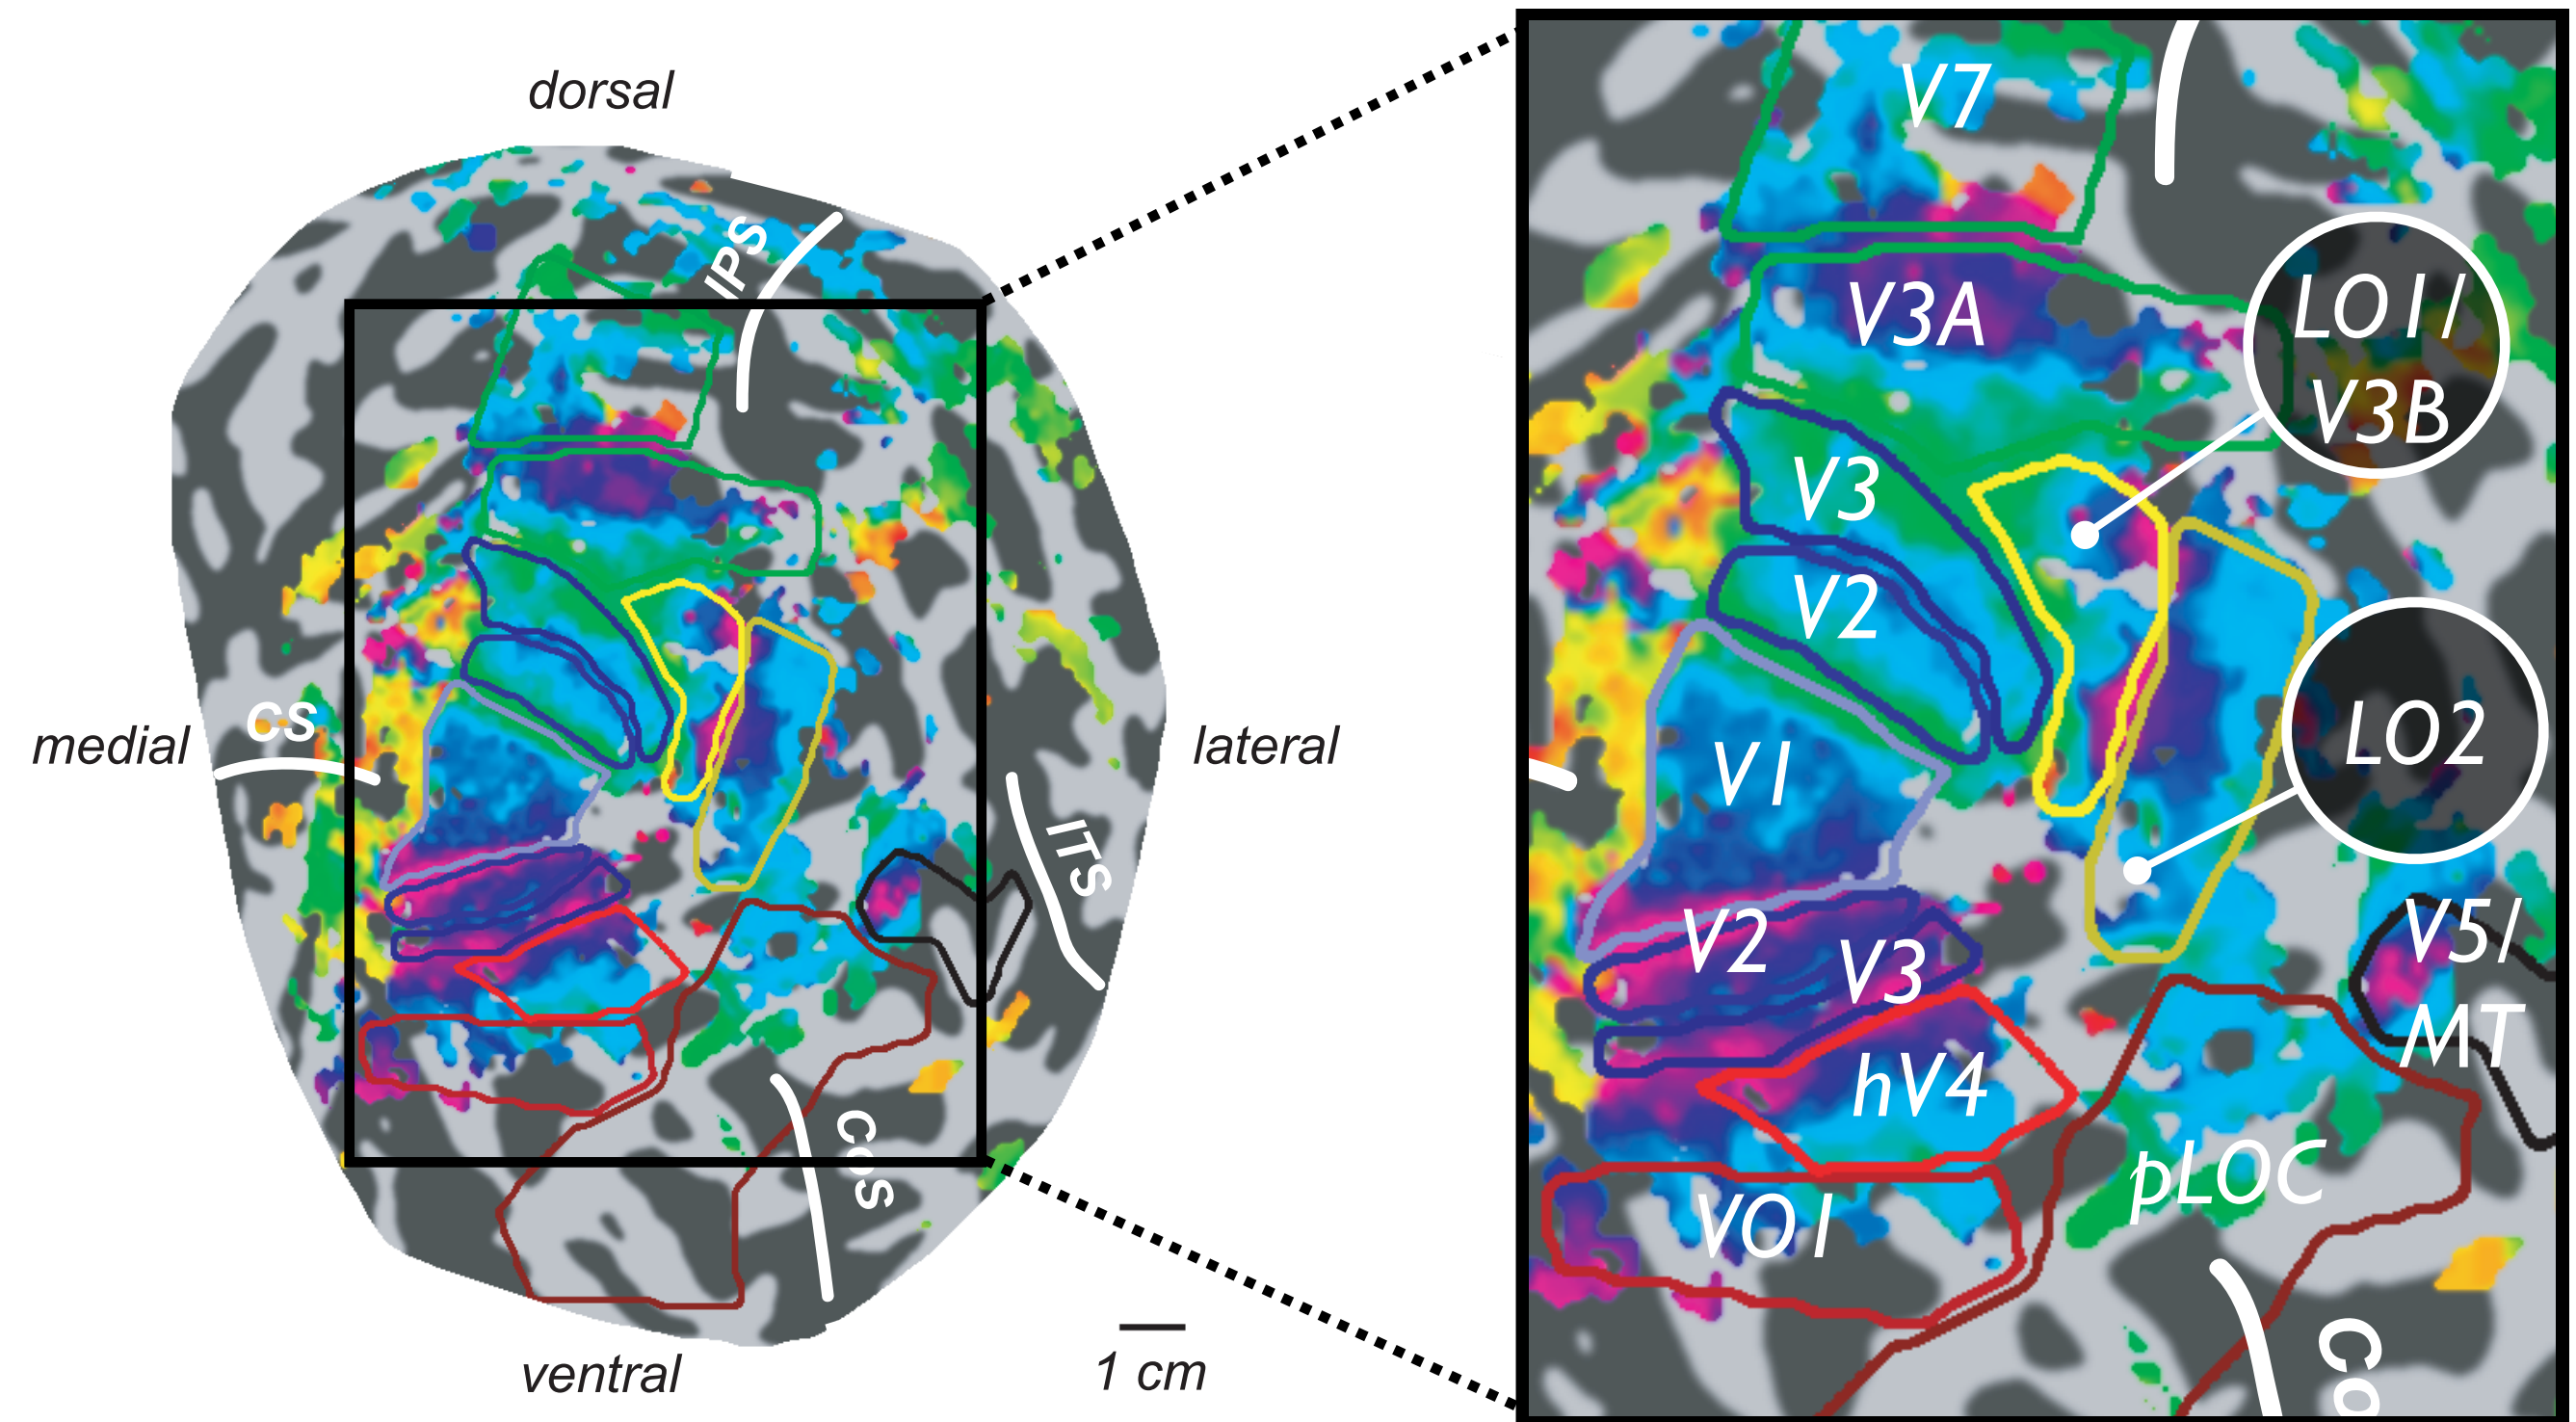 dorsal
IPS
medial
CS
lateral
ITS
CoS
ventral
1 cm
V7
V3A
LO1/
V3B
V3
V2
V1
LO2
V2
V3
V5/
MT
hV4
pLOC
VO1
Co